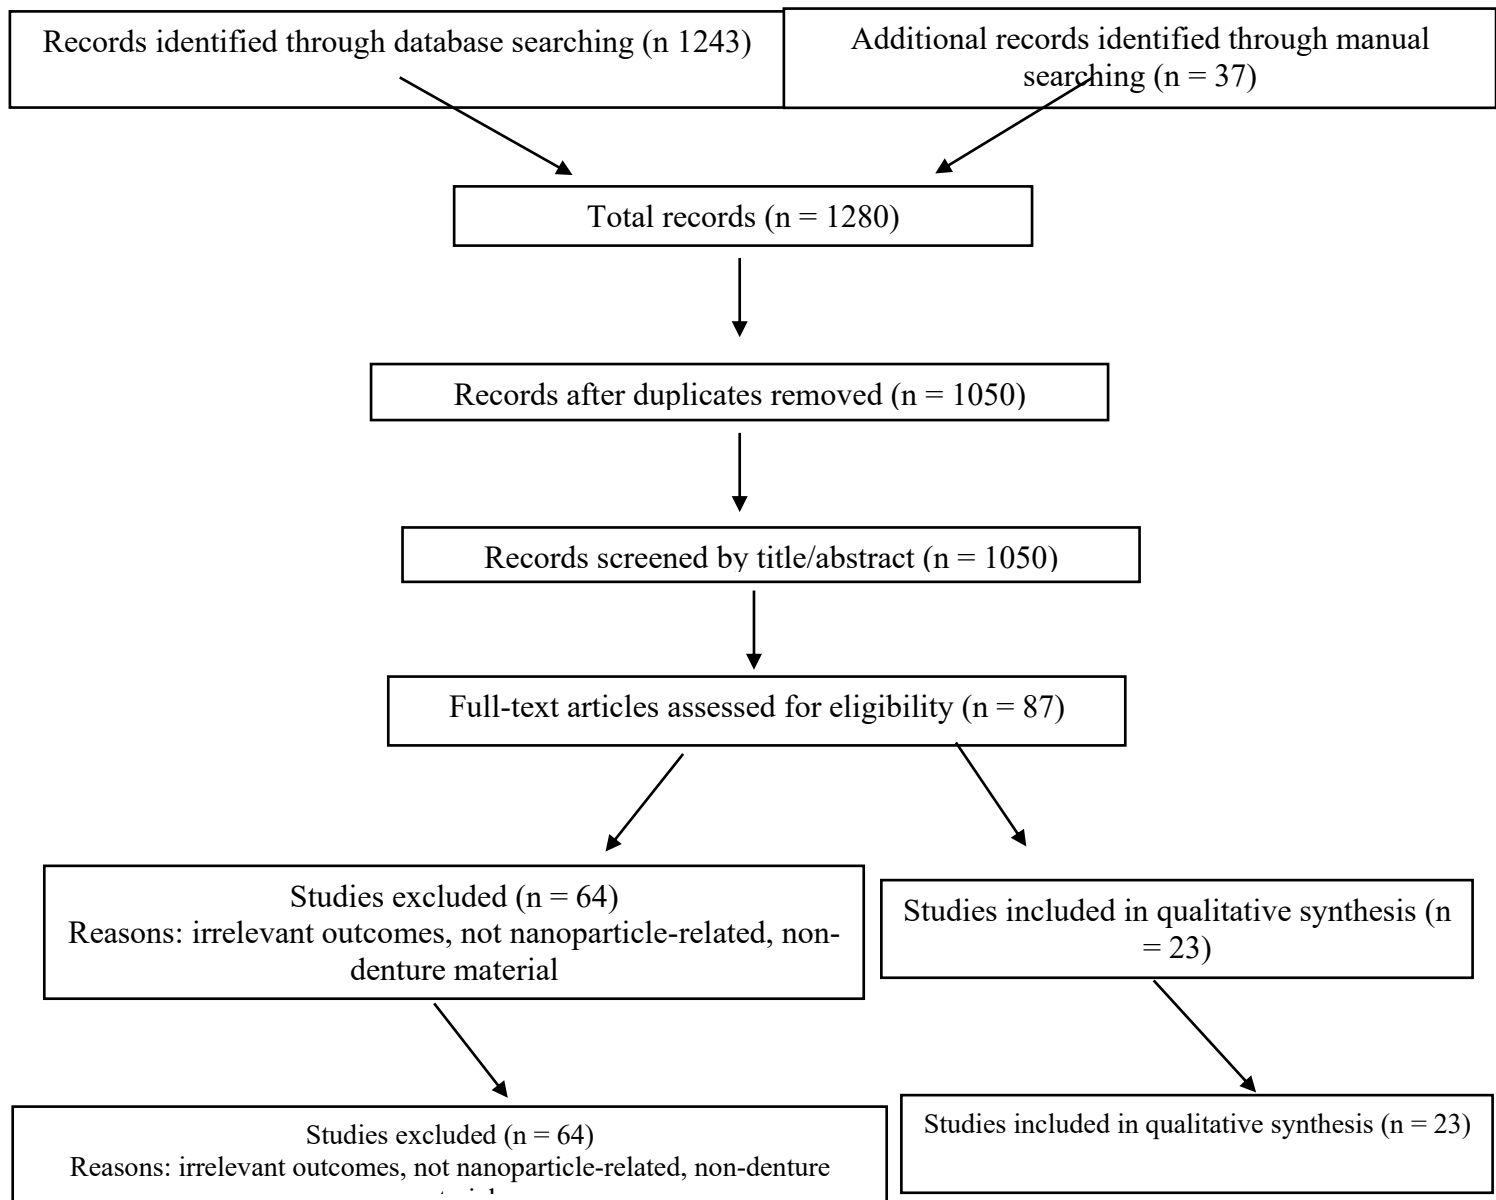 Records identified through database searching (n 1243)
Additional records identified through manual
searching (n = 37)
Total records (n = 1280)
Records after duplicates removed (n = 1050)
Records screened by title/abstract (n = 1050)
Full-text articles assessed for eligibility (n = 87)
Studies excluded (n = 64)
Reasons: irrelevant outcomes, not nanoparticle-related, non-
denture material
Studies included in qualitative synthesis (n
= 23)
Studies excluded (n = 64)
Reasons: irrelevant outcomes, not nanoparticle-related, non-denture
Studies included in qualitative synthesis (n = 23)